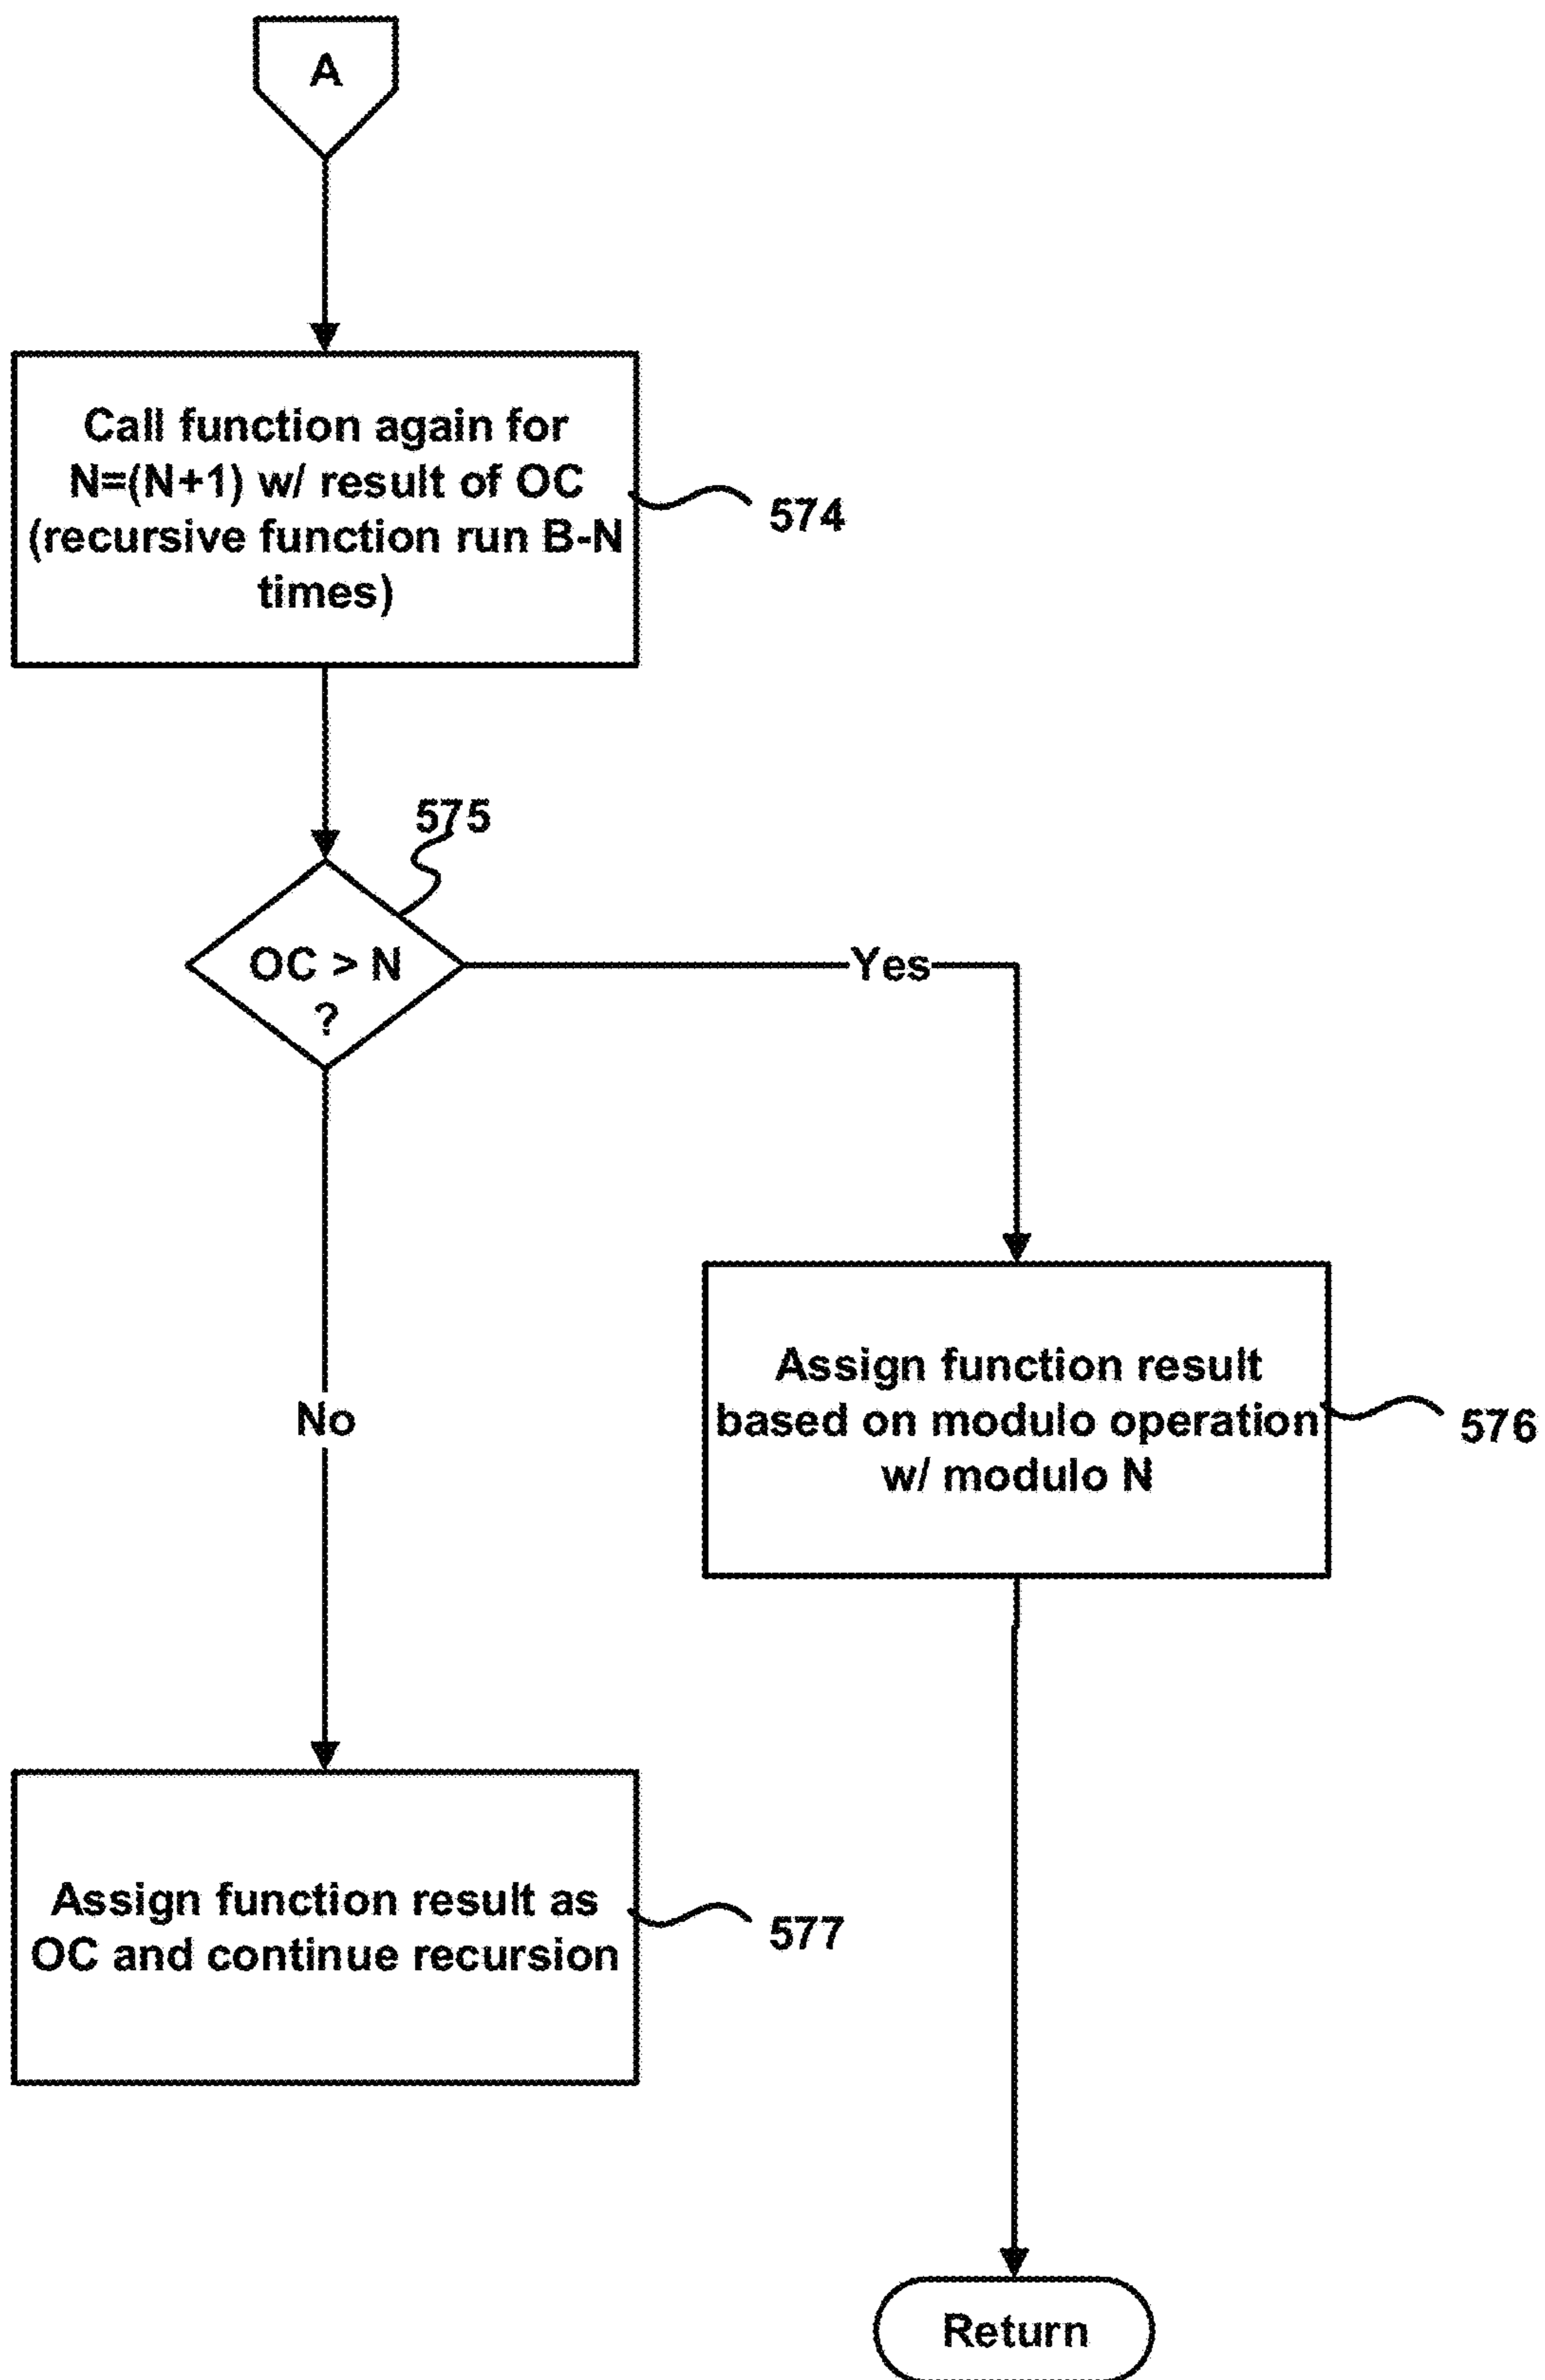 A
Call function again for
N=(N+1) w/ result of OC
(recursive function run B-N
times)
574
575
OC > N
?
Yes
Assign function result
based on modulo operation
w/ modulo N
576
No
Assign function result as
OC and continue recursion
577
Return